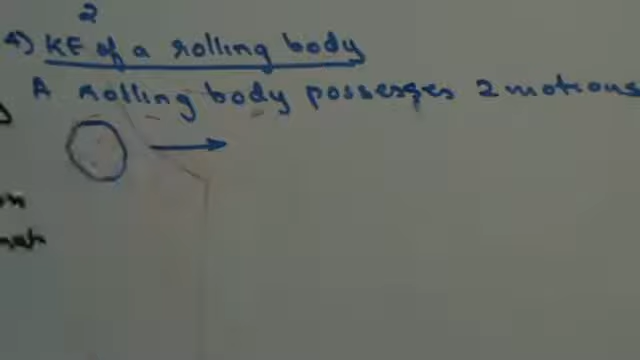 2
4) KE of a rolling body
A rolling body possesses 2 motions